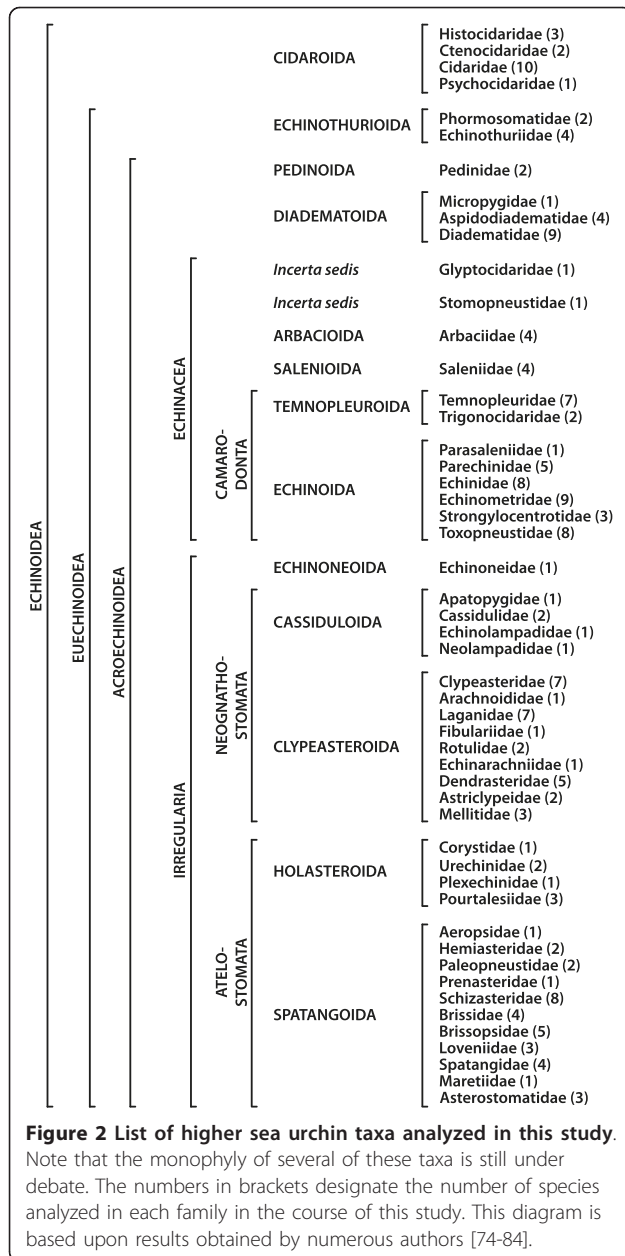 ECHINOIDEA
EUECHINOIDEA
ACROECHINOIDEA
CIDAROIDA
Histocidaridae (3)
Ctenocidaridae (2)
Cidaridae (10)
Psychocidaridae (1)
ECHINOTHURIOIDA
Phormosomatidae (2)
Echinothuriidae (4)
PEDINOIDA
Pedinidae (2)
DIADEMATOIDA
Micropygidae (1)
Aspidodiadematidae (4)
Diadematidae (9)
ECHINACEA
Incerta sedis
Glyptocidaridae (1)
Incerta sedis
Stomopneustidae (1)
ARBACIOIDA
Arbaciidae (4)
SALENIOIDA
Saleniidae (4)
CAMARO-
DONTA
TEMNOPLEUROIDA
Temnopleuridae (7)
Trigonocidaridae (2)
ECHINOIDA
Parasaleniidae (1)
Parechinidae (5)
Echinidae (8)
Echinometridae (9)
Strongylocentrotidae (3)
Toxopneustidae (8)
IRREGULARIA
ECHINONEOIDA
Echinoneidae (1)
NEOGNATHO-
STOMATA
CASSIDULOIDA
Apatopygidae (1)
Cassidulidae (2)
Echinolampadidae (1)
Neolampadidae (1)
CLYPEASTEROIDA
Clypeasteridae (7)
Arachnoididae (1)
Laganidae (7)
Fibulariidae (1)
Rotulidae (2)
Echinarachniidae (1)
Dendrasteridae (5)
Astriclypeidae (2)
Mellitidae (3)
ATELO-
STOMATA
HOLASTEROIDA
Corystidae (1)
Urechinidae (2)
Plexechinidae (1)
Pourtalesiidae (3)
SPATANGOIDA
Aeropsidae (1)
Hemiasteridae (2)
Paleopneustidae (2)
Prenasteridae (1)
Schizasteridae (8)
Brissidae (4)
Brissopsidae (5)
Loveniidae (3)
Spatangidae (4)
Maretiidae (1)
Asterostomatidae (3)
Figure 2 List of higher sea urchin taxa analyzed in this study.
Note that the monophyly of several of these taxa is still under
debate. The numbers in brackets designate the number of species
analyzed in each family in the course of this study. This diagram is
based upon results obtained by numerous authors [74-84].